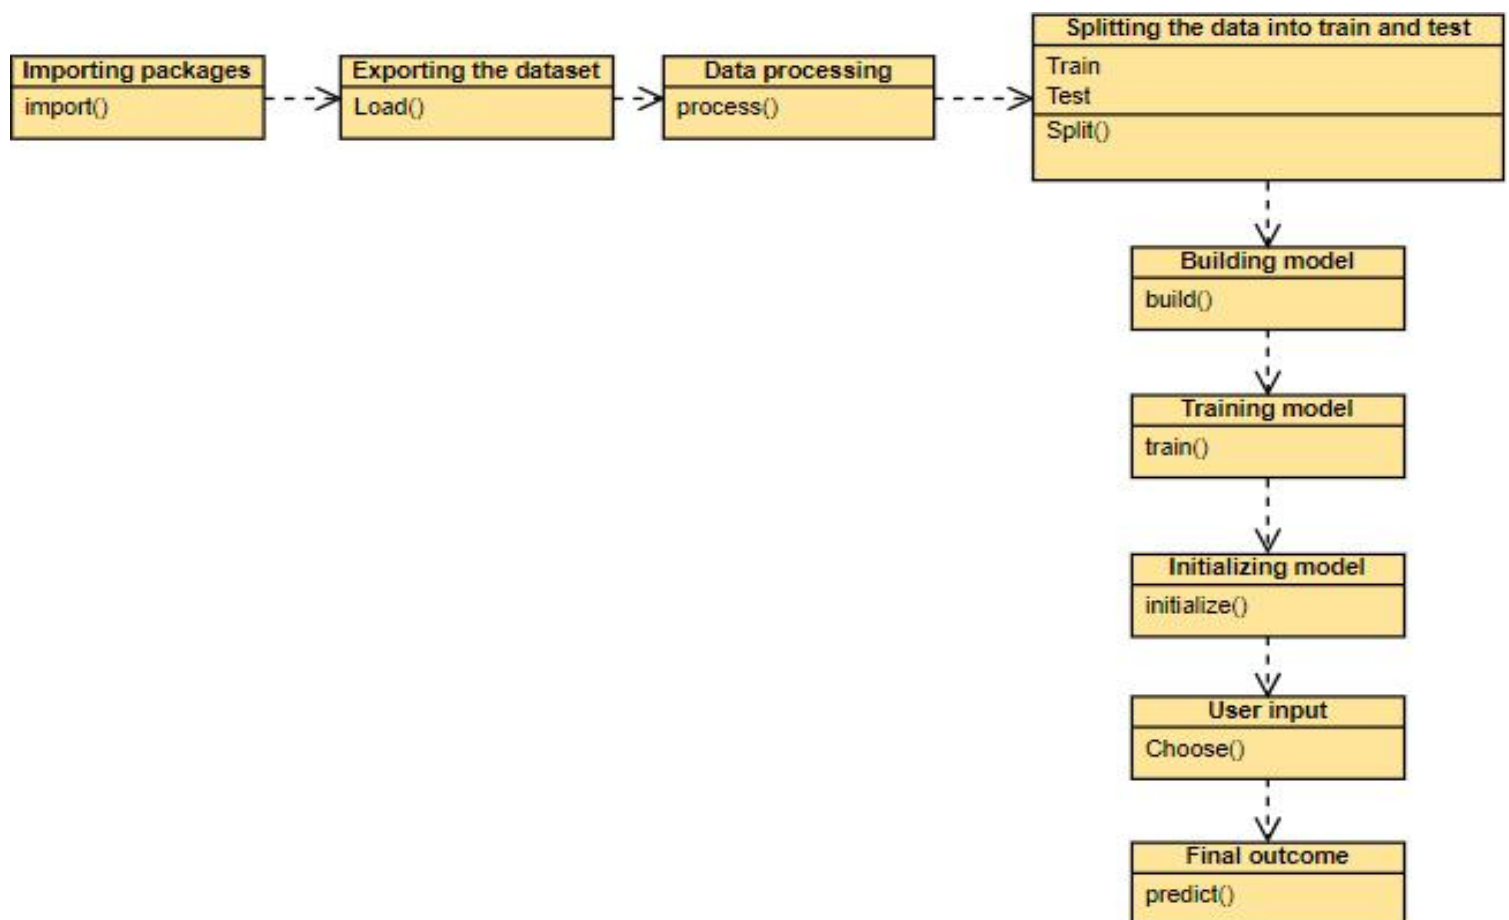 Importing packages
import()
Exporting the dataset
Load()
Data processing
process()
Splitting the data into train and test
Train
Test
Split()
Building model
build()
Training model
train()
Initializing model
initialize()
User input
Choose()
Final outcome
predict()